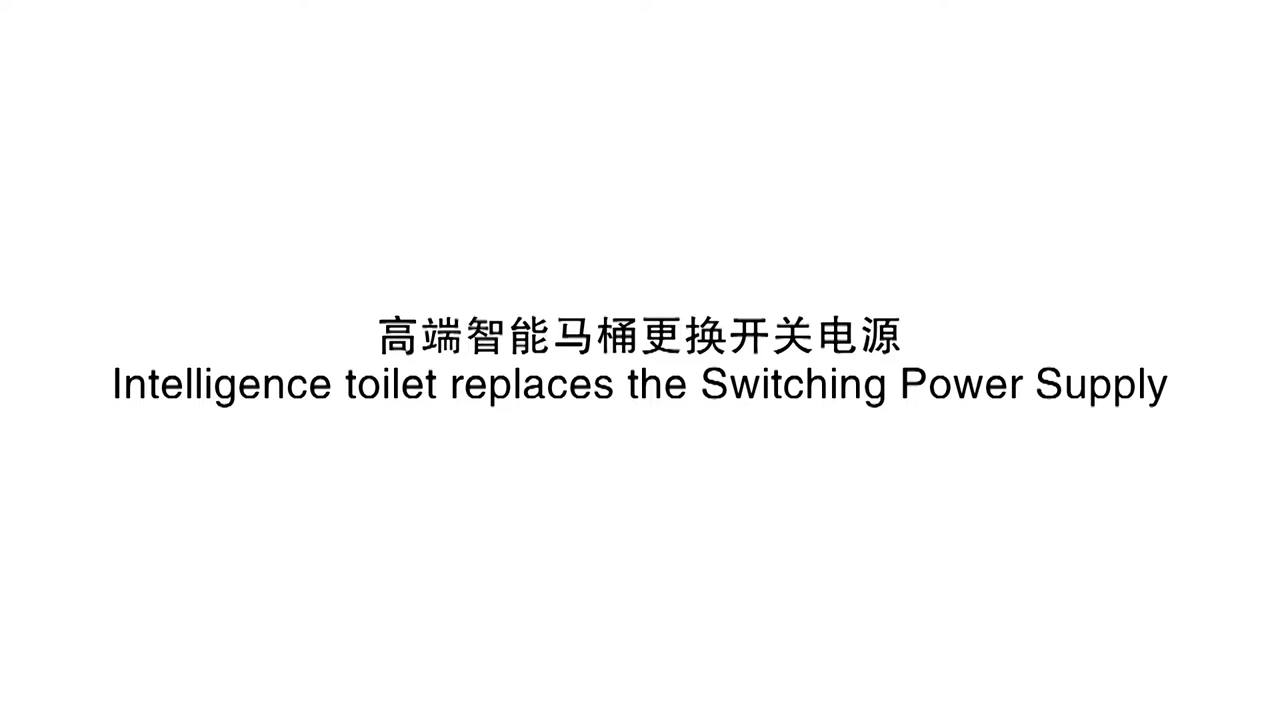 高端智能马桶更换开关电源
Intelligence toilet replaces the Switching Power Supply